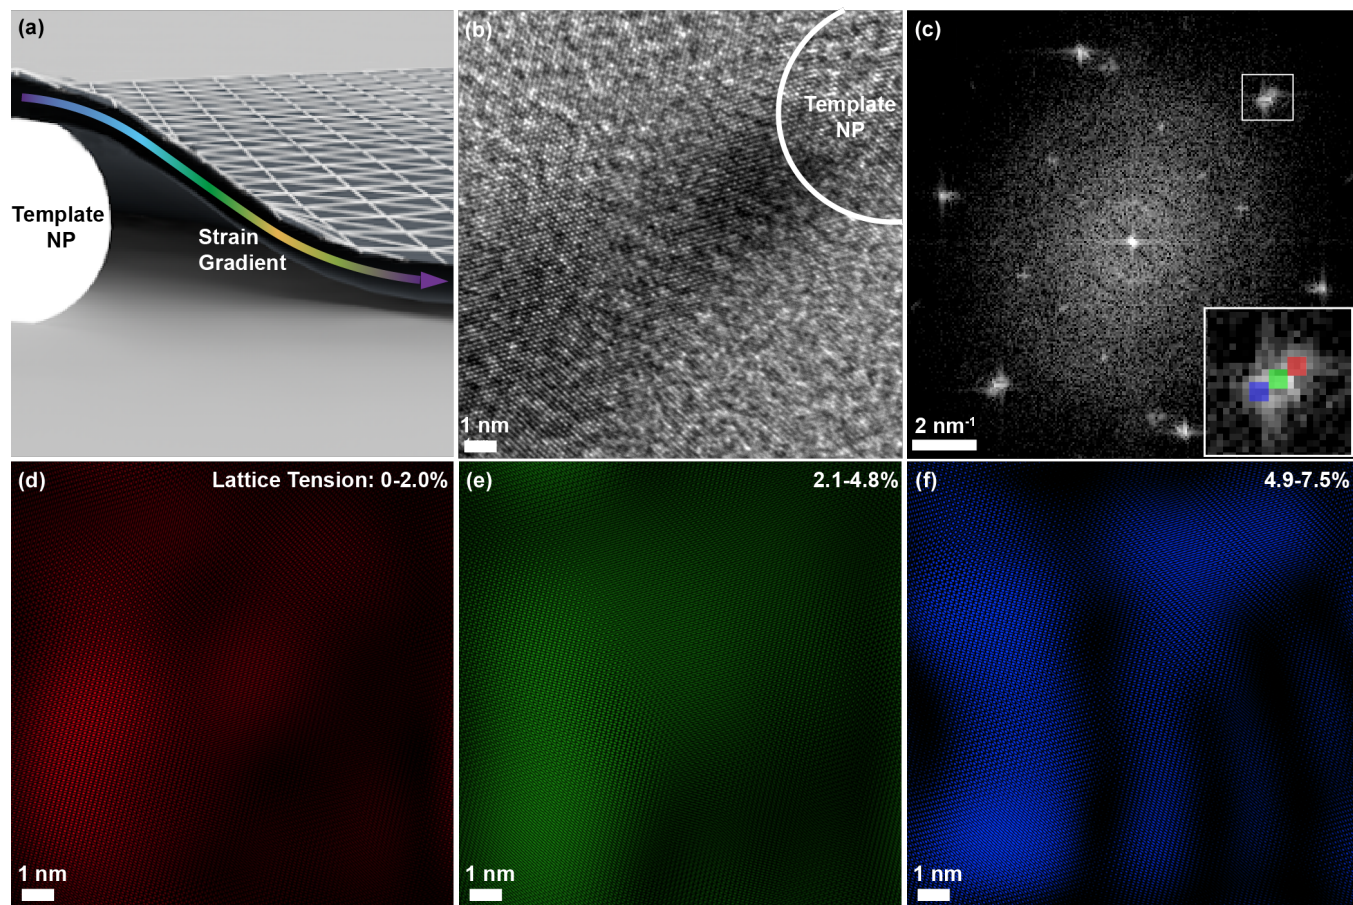 (a)
Template
NP
Strain
Gradient
(b)
Template
NP
1 nm
(c)
2 nm⁻¹
(d)
Lattice Tension: 0-2.0%
1 nm
(e)
2.1-4.8%
1 nm
(f)
4.9-7.5%
1 nm